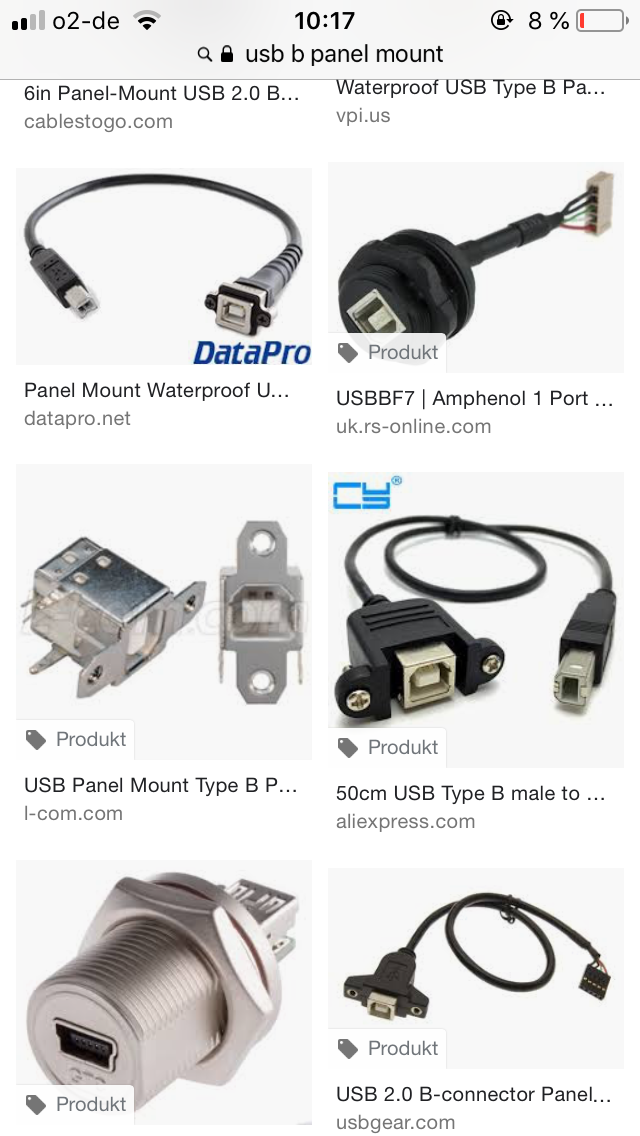 o2-de 10:17 8 %
usb b panel mount
6in Panel-Mount USB 2.0 B...
cablestogo.com
Waterproof USB Type B Pa...
vpi.us
DataPro
Panel Mount Waterproof U...
datapro.net
Produkt
USBBF7 | Amphenol 1 Port ...
uk.rs-online.com
Produkt
USB Panel Mount Type B P...
l-com.com
CY®
Produkt
50cm USB Type B male to ...
aliexpress.com
Produkt
Produkt
USB 2.0 B-connector Panel...
usbgear.com